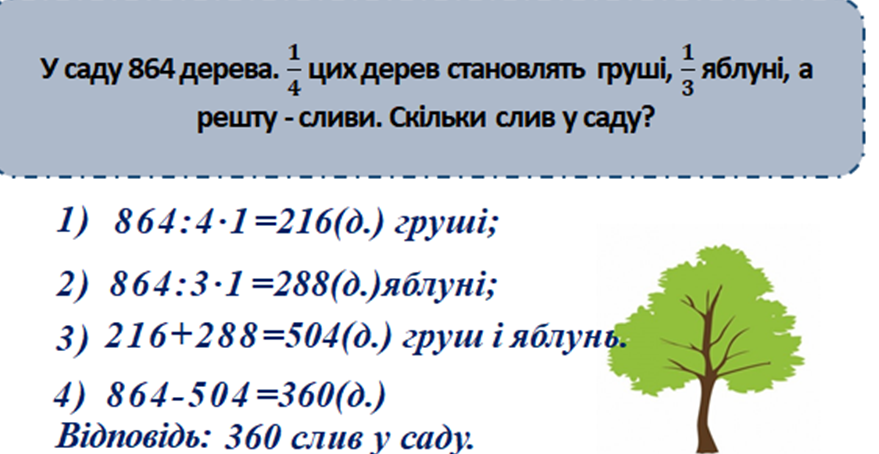 У саду 864 дерева. 1/4 цих дерев становлять груші, 1/3 яблуні, а
решту - сливи. Скільки слив у саду?
1) 864:4·1=216(д.) груші;
2) 864:3·1=288(д.)яблуні;
3) 216+288=504(д.) груш і яблунь.
4) 864-504=360(д.)
Відповідь: 360 слив у саду.